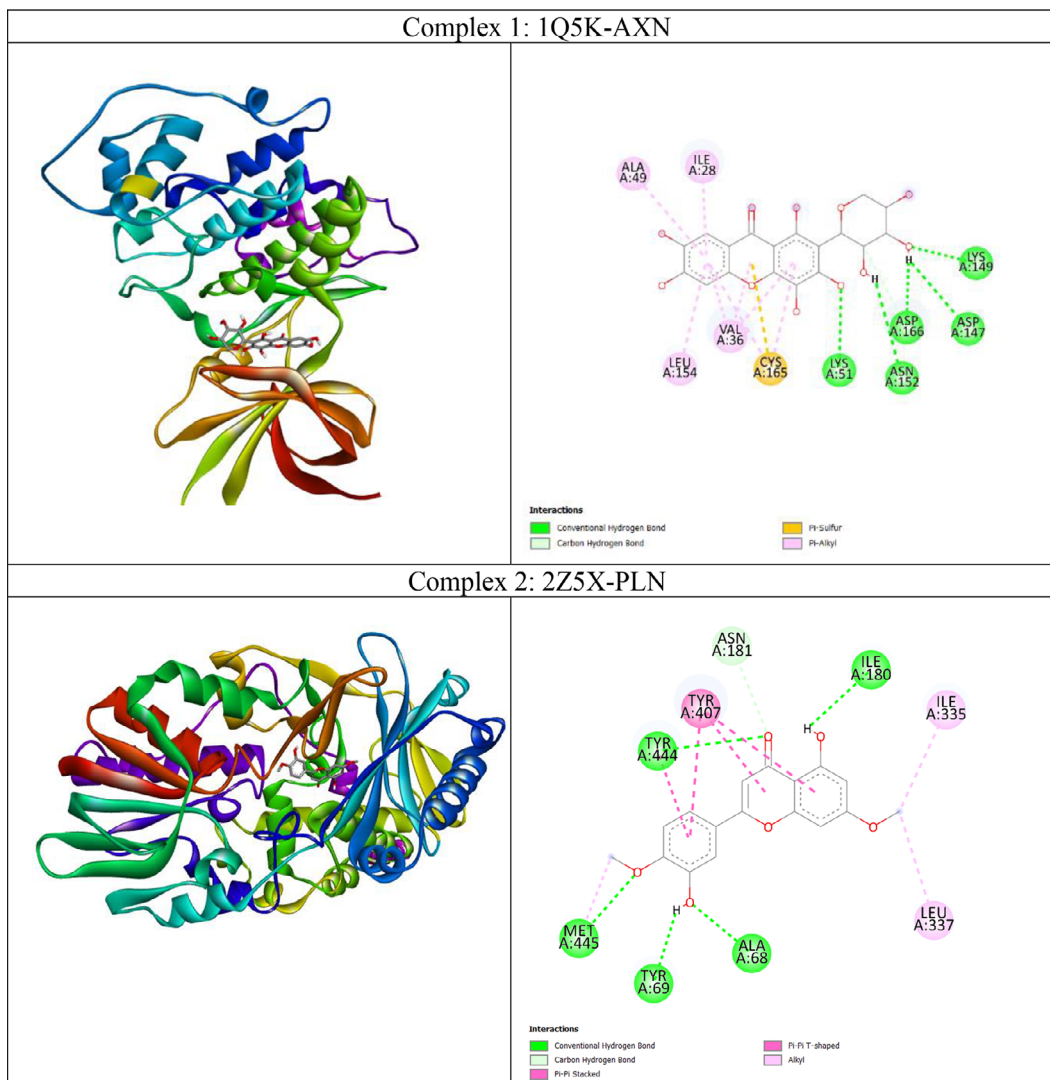 Complex 1: 1Q5K-AXN
ALA
A:49
ILE
A:28
LYS
A:149
VAL
A:36
ASP
A:166
ASP
A:147
LEU
A:154
CYS
A:165
LYS
A:51
ASN
A:152
H
H
Interactions
Conventional Hydrogen Bond
Carbon Hydrogen Bond
Pi-Sulfur
Pi-Alkyl
Complex 2: 2Z5X-PLN
ASN
A:181
ILE
A:180
TYR
A:407
ILE
A:335
TYR
A:444
H
O
O
O
O
H
O
O
MET
A:445
TYR
A:69
ALA
A:68
LEU
A:337
Interactions
Conventional Hydrogen Bond
Carbon Hydrogen Bond
Pi-Pi Stacked
Pi-Pi T-shaped
Alkyl